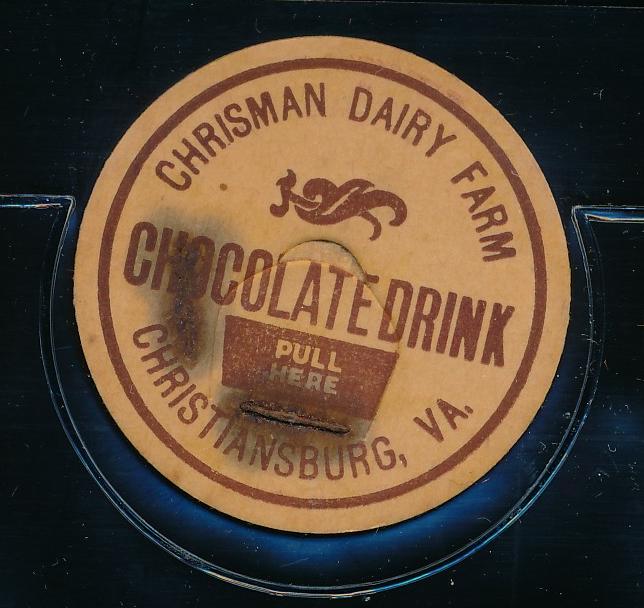 CHRISMAN DAIRY FARM
CHOCOLATE DRINK
PULL
HERE
CHRISTIANSBURG, VA.